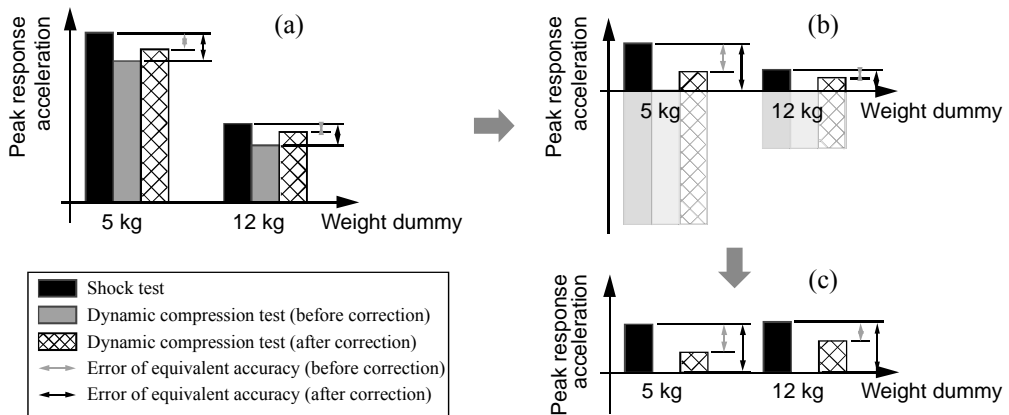 (a)
Peak response
acceleration
5 kg
12 kg
Weight dummy
(b)
Peak response
acceleration
5 kg
12 kg
Weight dummy
Shock test
Dynamic compression test (before correction)
Dynamic compression test (after correction)
Error of equivalent accuracy (before correction)
Error of equivalent accuracy (after correction)
(c)
Peak response
acceleration
5 kg
12 kg
Weight dummy